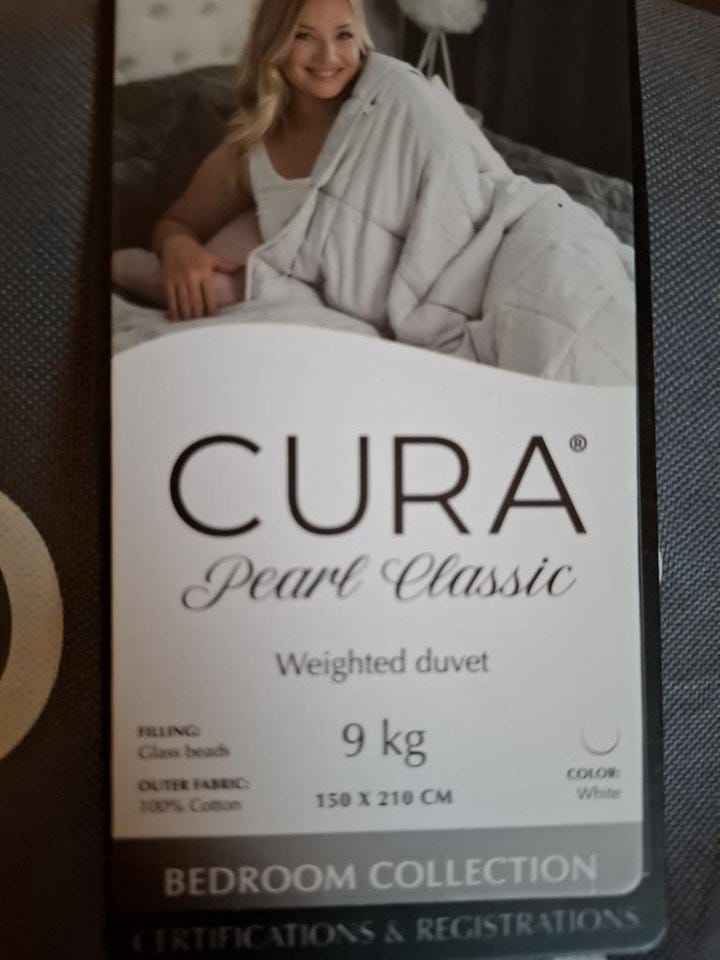 CURA®
Pearl Classic
Weighted duvet
FILLING:
Glass beads
9 kg
OUTER FABRIC:
100% Cotton
150 X 210 CM
COLOR:
White
BEDROOM COLLECTION
CERTIFICATIONS & REGISTRATIONS